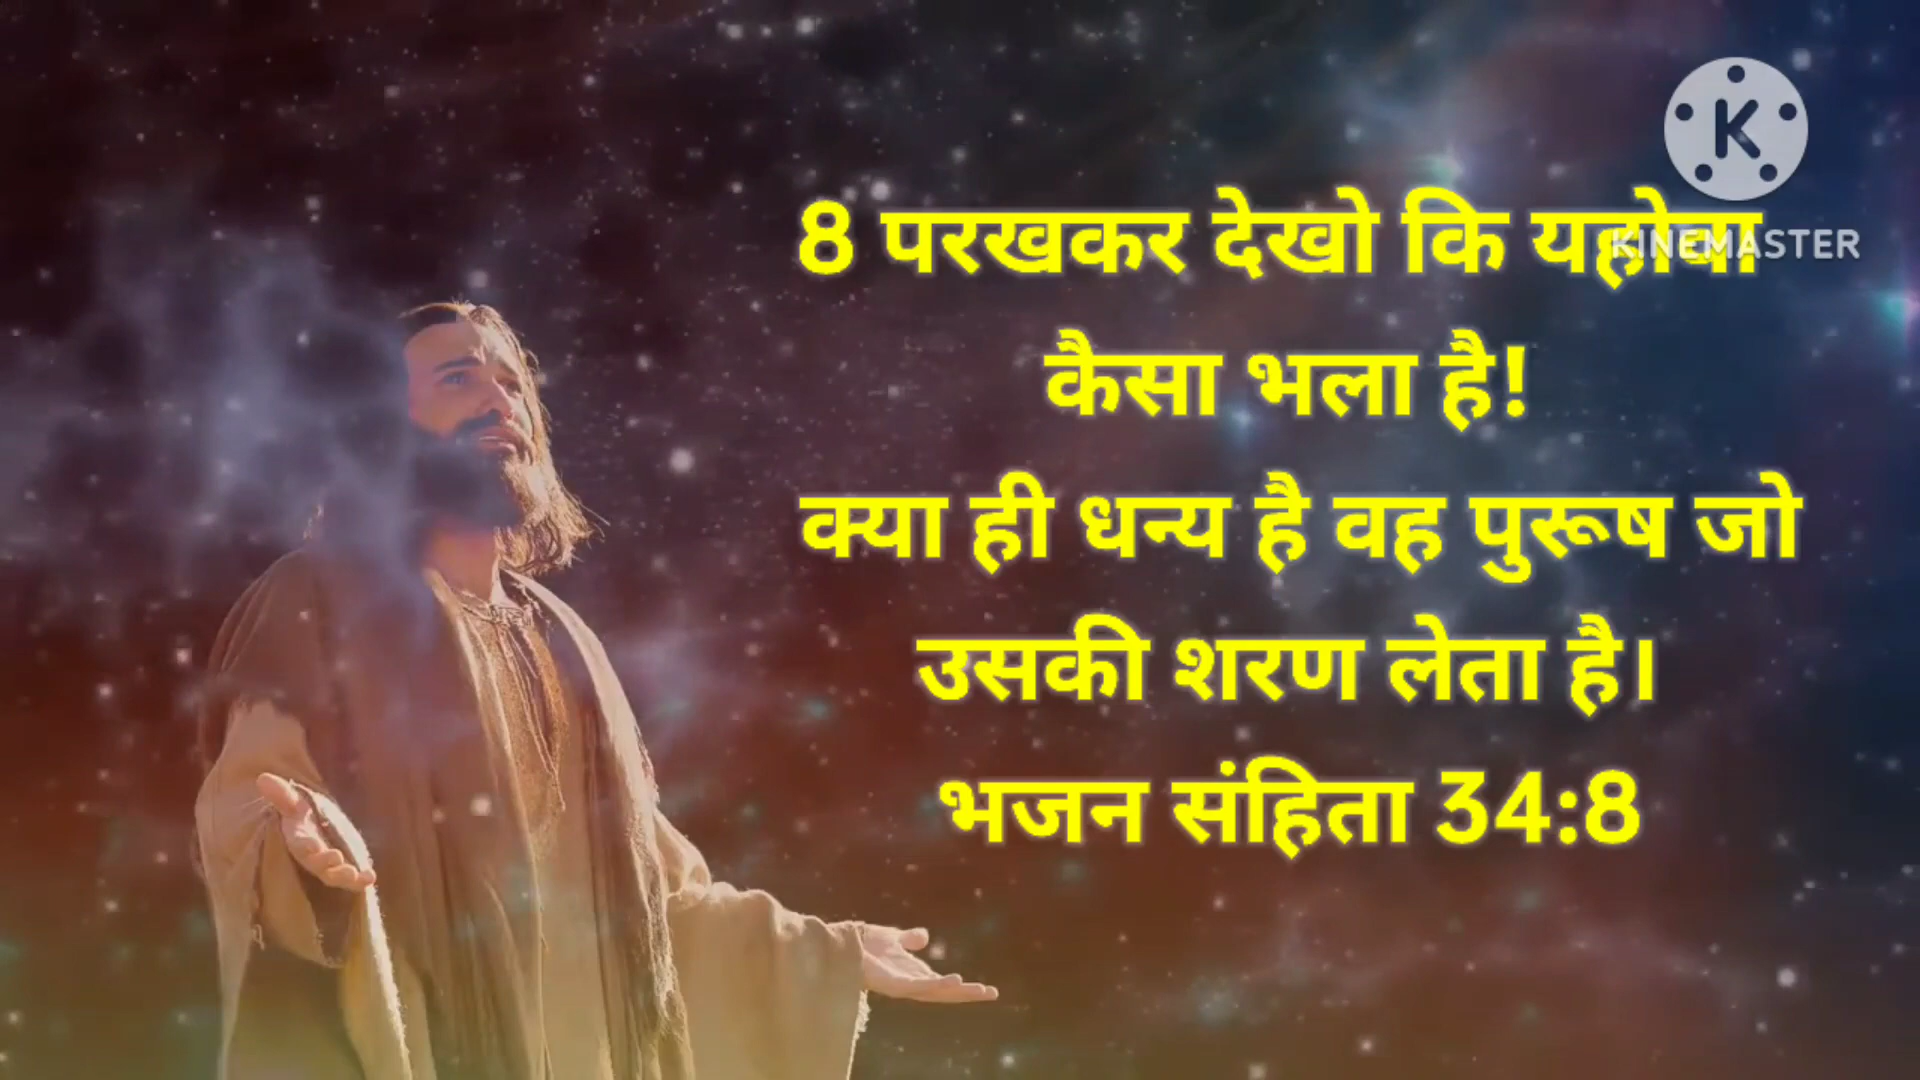 8 परखकर देखो कि यहोवा
KINEMASTER
कैसा भला है!
क्या ही धन्य है वह पुरूष जो
उसकी शरण लेता है।
भजन संहिता 34:8